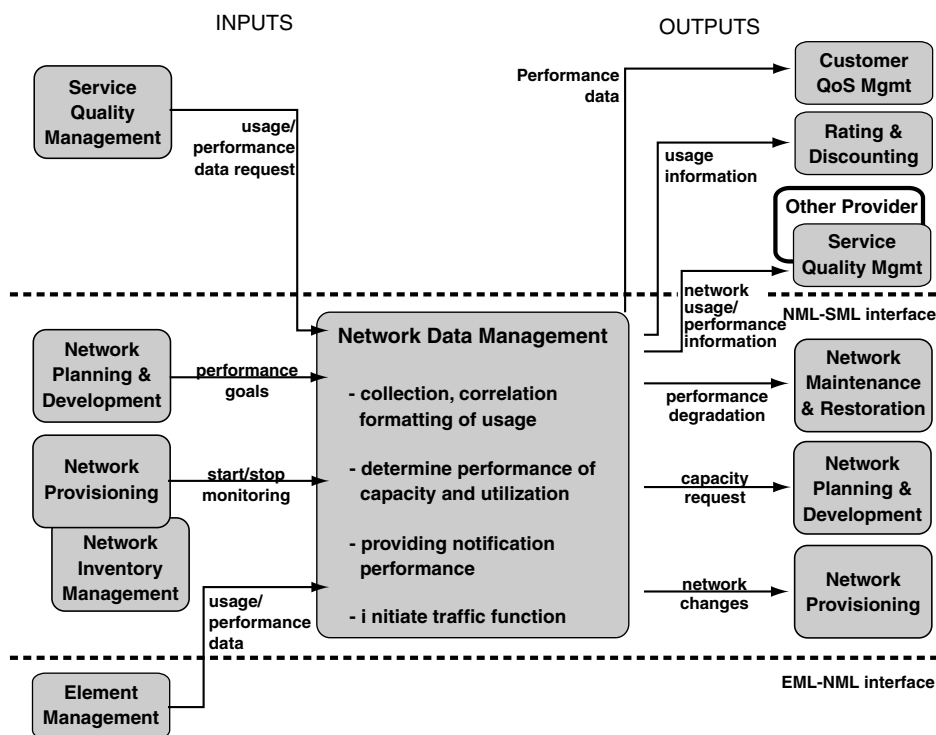 INPUTS
OUTPUTS
Service
Quality
Management
usage/
performance
data request
Performance
data
Customer
QoS Mgmt
usage
information
Rating &
Discounting
Other Provider
Service
Quality Mgmt
network
usage/
performance
information
NML-SML interface
Network
Planning &
Development
performance
goals
Network
Provisioning
start/stop
monitoring
Network
Inventory
Management
usage/
performance
data
Element
Management
Network Data Management
- collection, correlation
formatting of usage
- determine performance of
capacity and utilization
- providing notification
performance
- i nitiate traffic function
performance
degradation
Network
Maintenance
& Restoration
capacity
request
Network
Planning &
Development
network
changes
Network
Provisioning
EML-NML interface